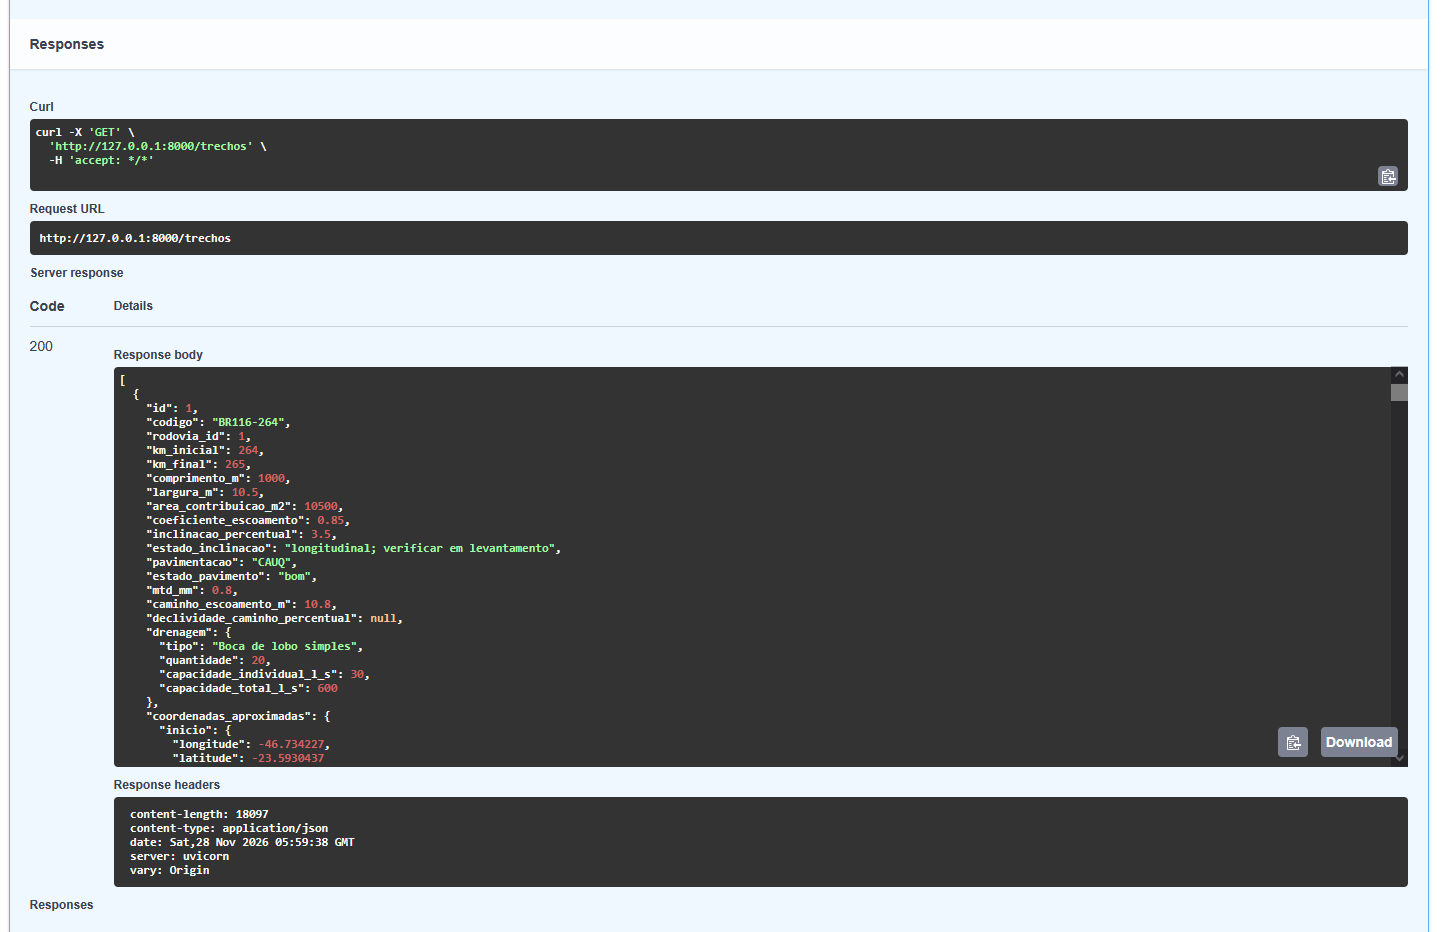 Responses
Curl
curl -X 'GET' \
  'http://127.0.0.1:8000/trechos' \
  -H 'accept: */*'
Request URL
http://127.0.0.1:8000/trechos
Server response
Code Details
200
Response body
[
  {
    "id": 1,
    "codigo": "BR116-264",
    "rodovia_id": 1,
    "km_inicial": 264,
    "km_final": 265,
    "comprimento_m": 1000,
    "largura_m": 10.5,
    "area_contribuicao_m2": 10500,
    "coeficiente_escoamento": 0.85,
    "inclinacao_percentual": 3.5,
    "estado_inclinacao": "longitudinal; verificar em levantamento",
    "pavimentacao": "CAUQ",
    "estado_pavimento": "bom",
    "mtd_mm": 0.8,
    "caminho_escoamento_m": 10.8,
    "declividade_caminho_percentual": null,
    "drenagem": {
      "tipo": "Boca de lobo simples",
      "quantidade": 20,
      "capacidade_individual_l_s": 30,
      "capacidade_total_l_s": 600
    },
    "coordenadas_aproximadas": {
      "inicio": {
        "longitude": -46.734227,
        "latitude": -23.5930437
Download
Response headers
content-length: 18097
content-type: application/json
date: Sat,28 Nov 2026 05:59:38 GMT
server: uvicorn
vary: Origin
Responses